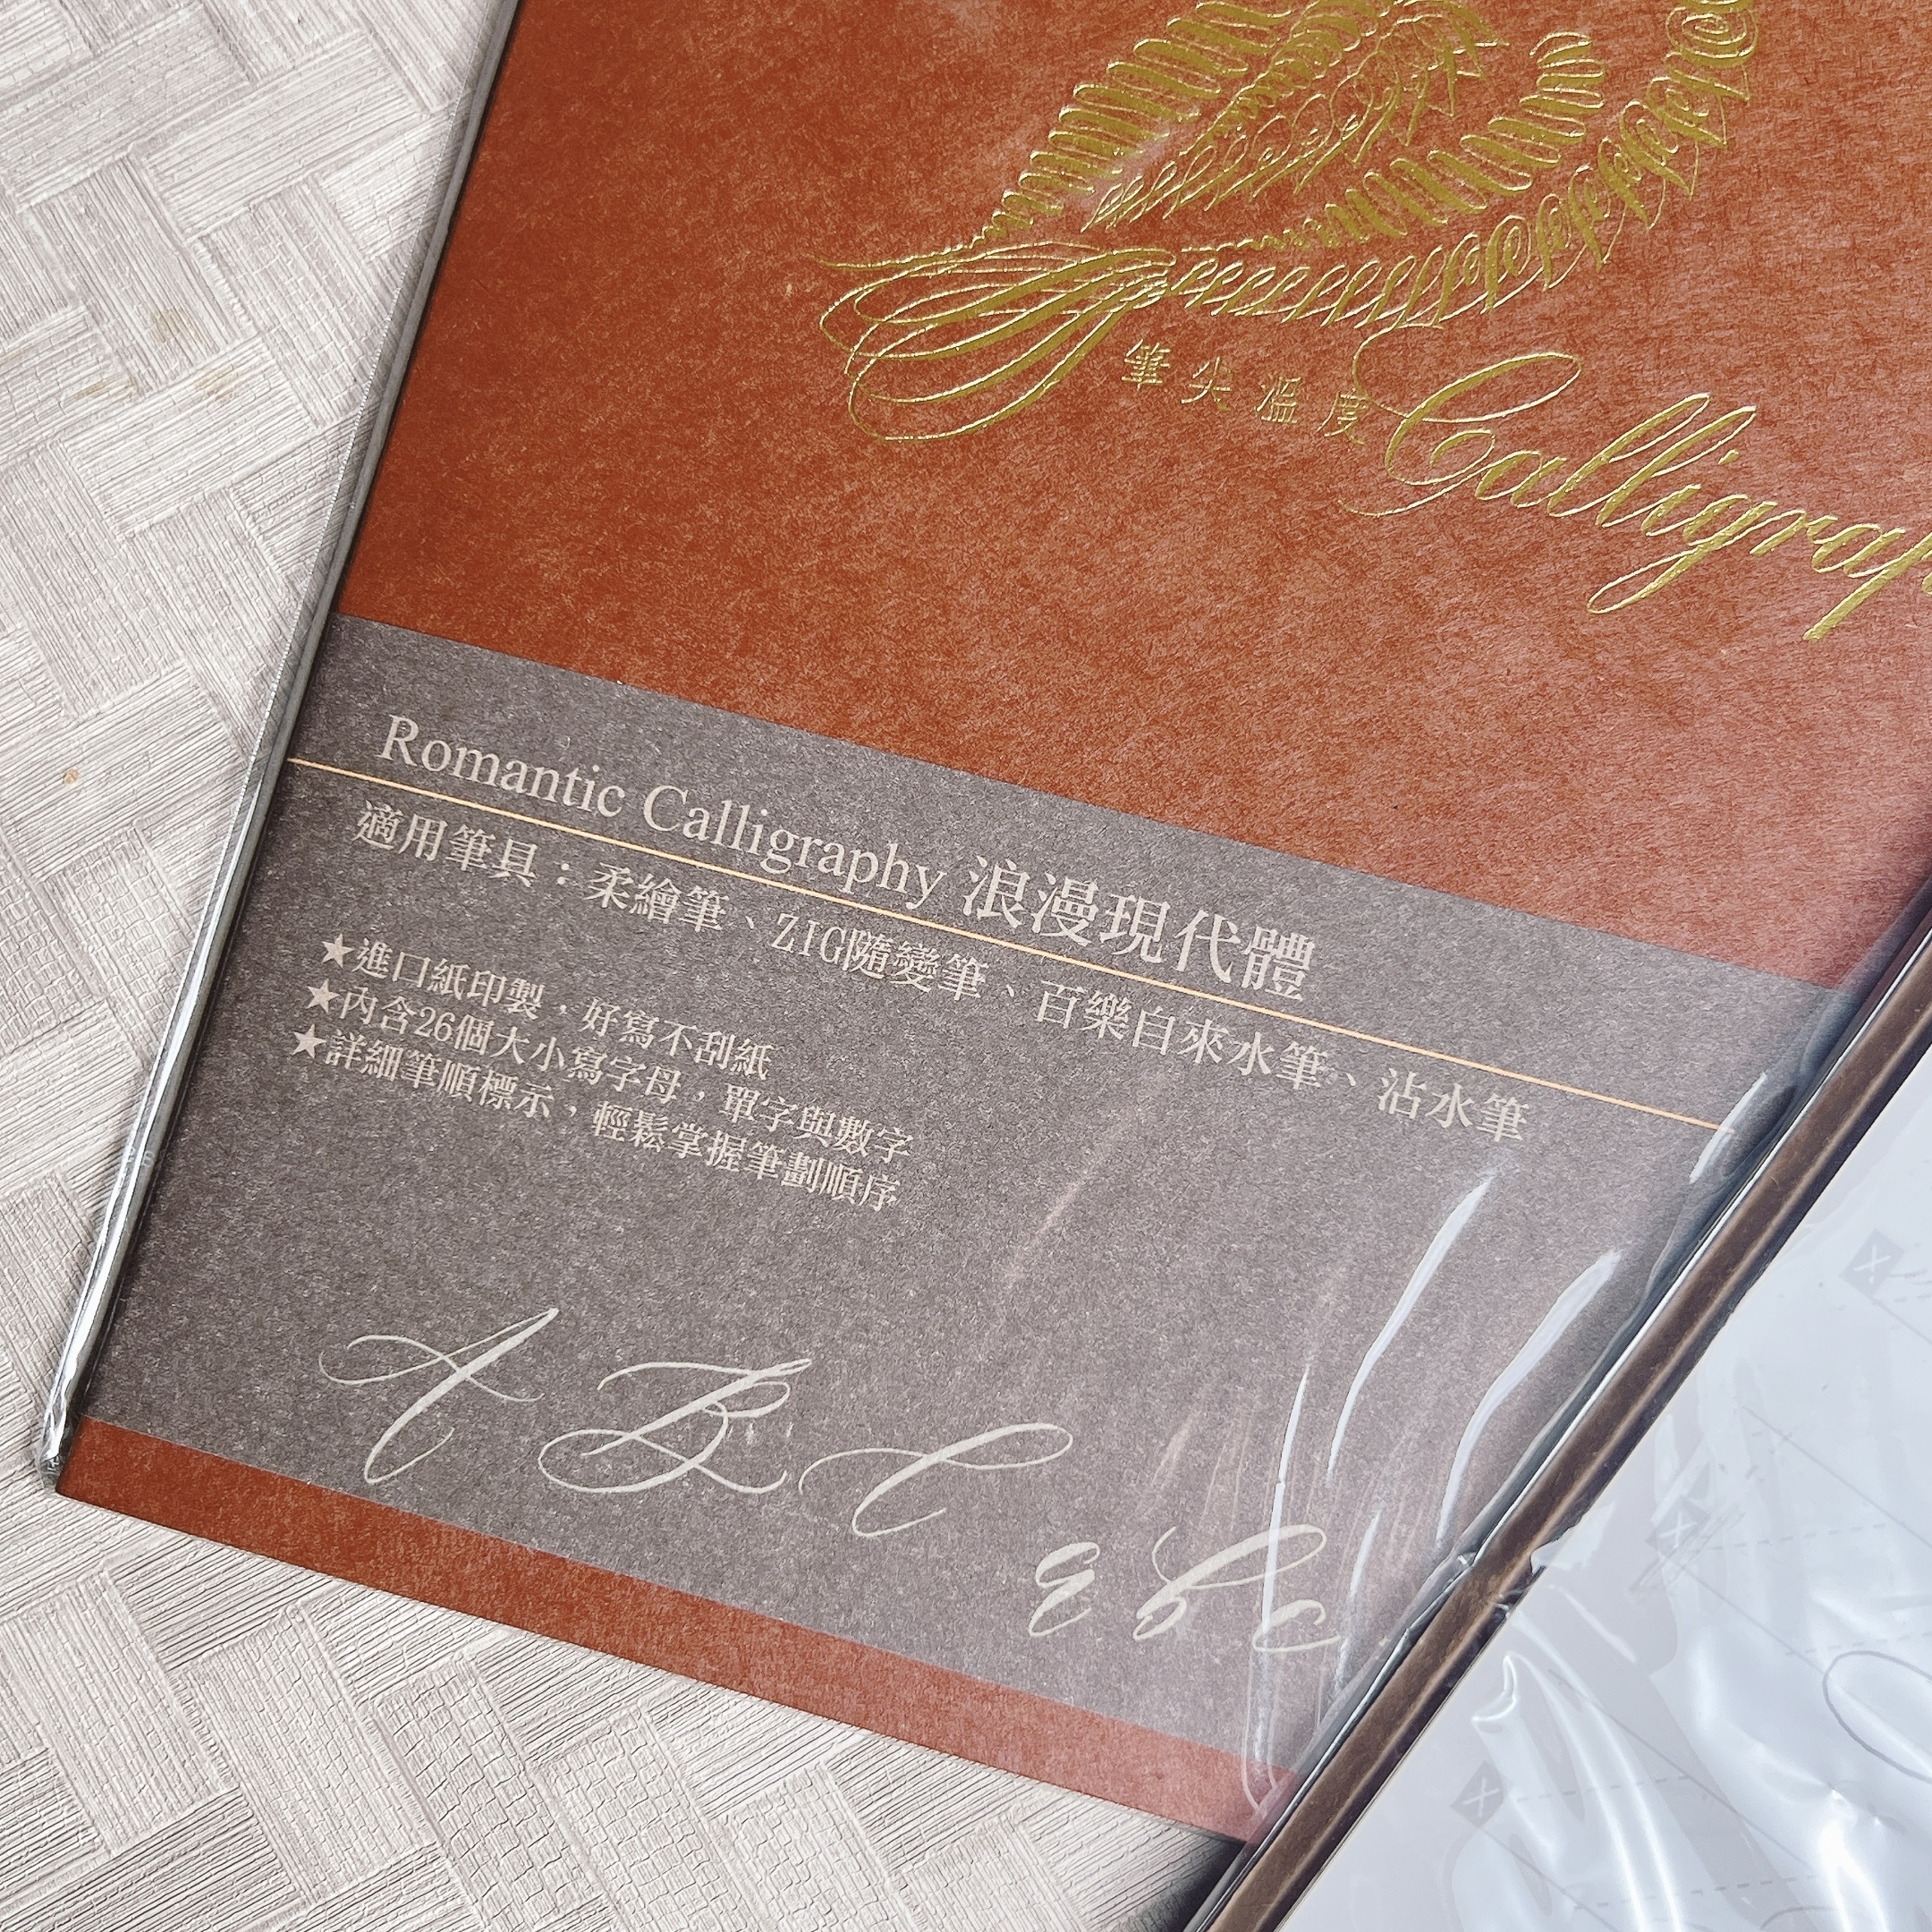 筆尖溫度
Calligrap
Romantic Calligraphy 浪漫現代體
適用筆具：柔繪筆、ZIG隨變筆、百樂自來水筆、沾水筆
★進口紙印製，好寫不刮紙
★內含26個大小寫字母，單字與數字
★詳細筆順標示，輕鬆掌握筆劃順序
A B C